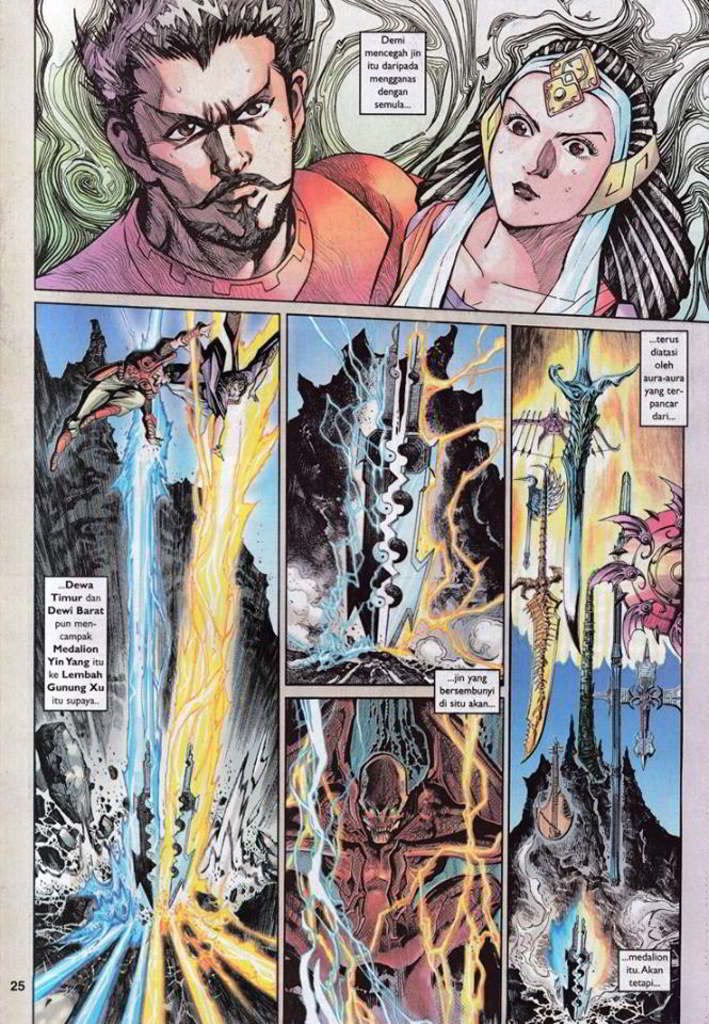 Demi
mencegah jin
itu daripada
mengganas
dengan
semula...
...Dewa
Timur dan
Dewi Barat
pun men-
campak
Medalion
Yin Yang itu
ke Lembah
Gunung Xu
itu supaya..
...jin yang
bersembunyi
di situ akan...
...terus
diatasi
aura-aura
yang ter-
pancar
dari...
...medalion
itu. Akan
tetapi...
25